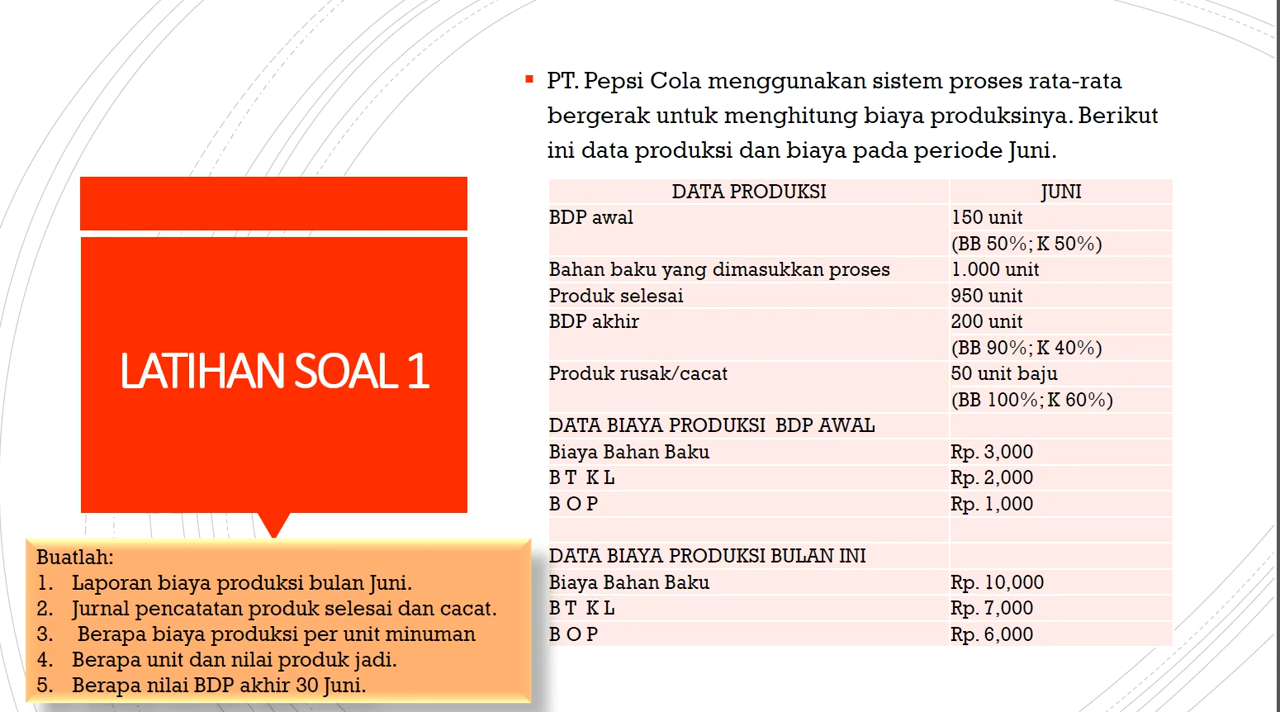 PT. Pepsi Cola menggunakan sistem proses rata-rata
bergerak untuk menghitung biaya produksinya. Berikut
ini data produksi dan biaya pada periode Juni.
LATIHAN SOAL 1
DATA PRODUKSI JUNI
BDP awal 150 unit
(BB 50%; K 50%)
Bahan baku yang dimasukkan proses 1.000 unit
Produk selesai 950 unit
BDP akhir 200 unit
(BB 90%; K 40%)
Produk rusak/cacat 50 unit baju
(BB 100%; K 60%)
DATA BIAYA PRODUKSI BDP AWAL
Biaya Bahan Baku Rp. 3,000
B T K L Rp. 2,000
B O P Rp. 1,000
DATA BIAYA PRODUKSI BULAN INI
Biaya Bahan Baku Rp. 10,000
B T K L Rp. 7,000
B O P Rp. 6,000
Buatlah:
1. Laporan biaya produksi bulan Juni.
2. Jurnal pencatatan produk selesai dan cacat.
3. Berapa biaya produksi per unit minuman
4. Berapa unit dan nilai produk jadi.
5. Berapa nilai BDP akhir 30 Juni.